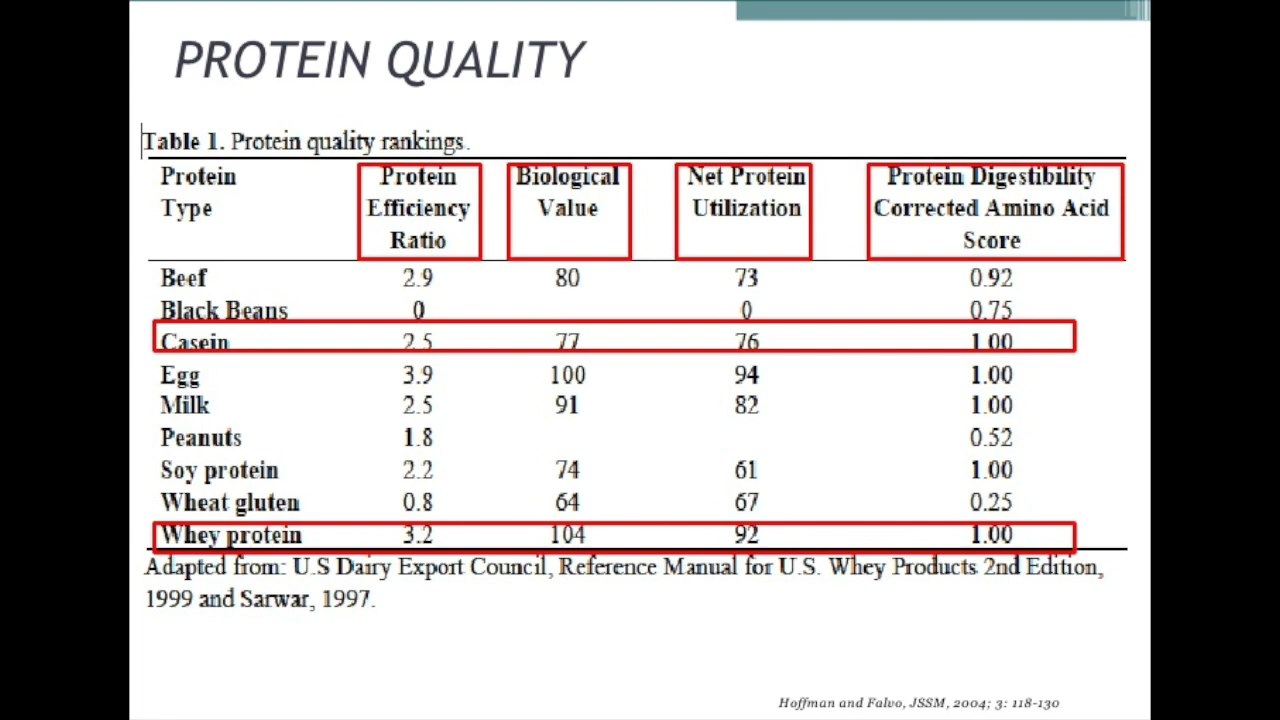 PROTEIN QUALITY
Table 1. Protein quality rankings.
Protein Type Protein Efficiency Ratio Biological Value Net Protein Utilization Protein Digestibility Corrected Amino Acid Score
Beef 2.9 80 73 0.92
Black Beans 0 0 0.75
Casein 2.5 77 76 1.00
Egg 3.9 100 94 1.00
Milk 2.5 91 82 1.00
Peanuts 1.8 0.52
Soy protein 2.2 74 61 1.00
Wheat gluten 0.8 64 67 0.25
Whey protein 3.2 104 92 1.00
Adapted from: U.S Dairy Export Council, Reference Manual for U.S. Whey Products 2nd Edition,
1999 and Sarwar, 1997.
Hoffman and Falvo, JSSM, 2004; 3: 118-130